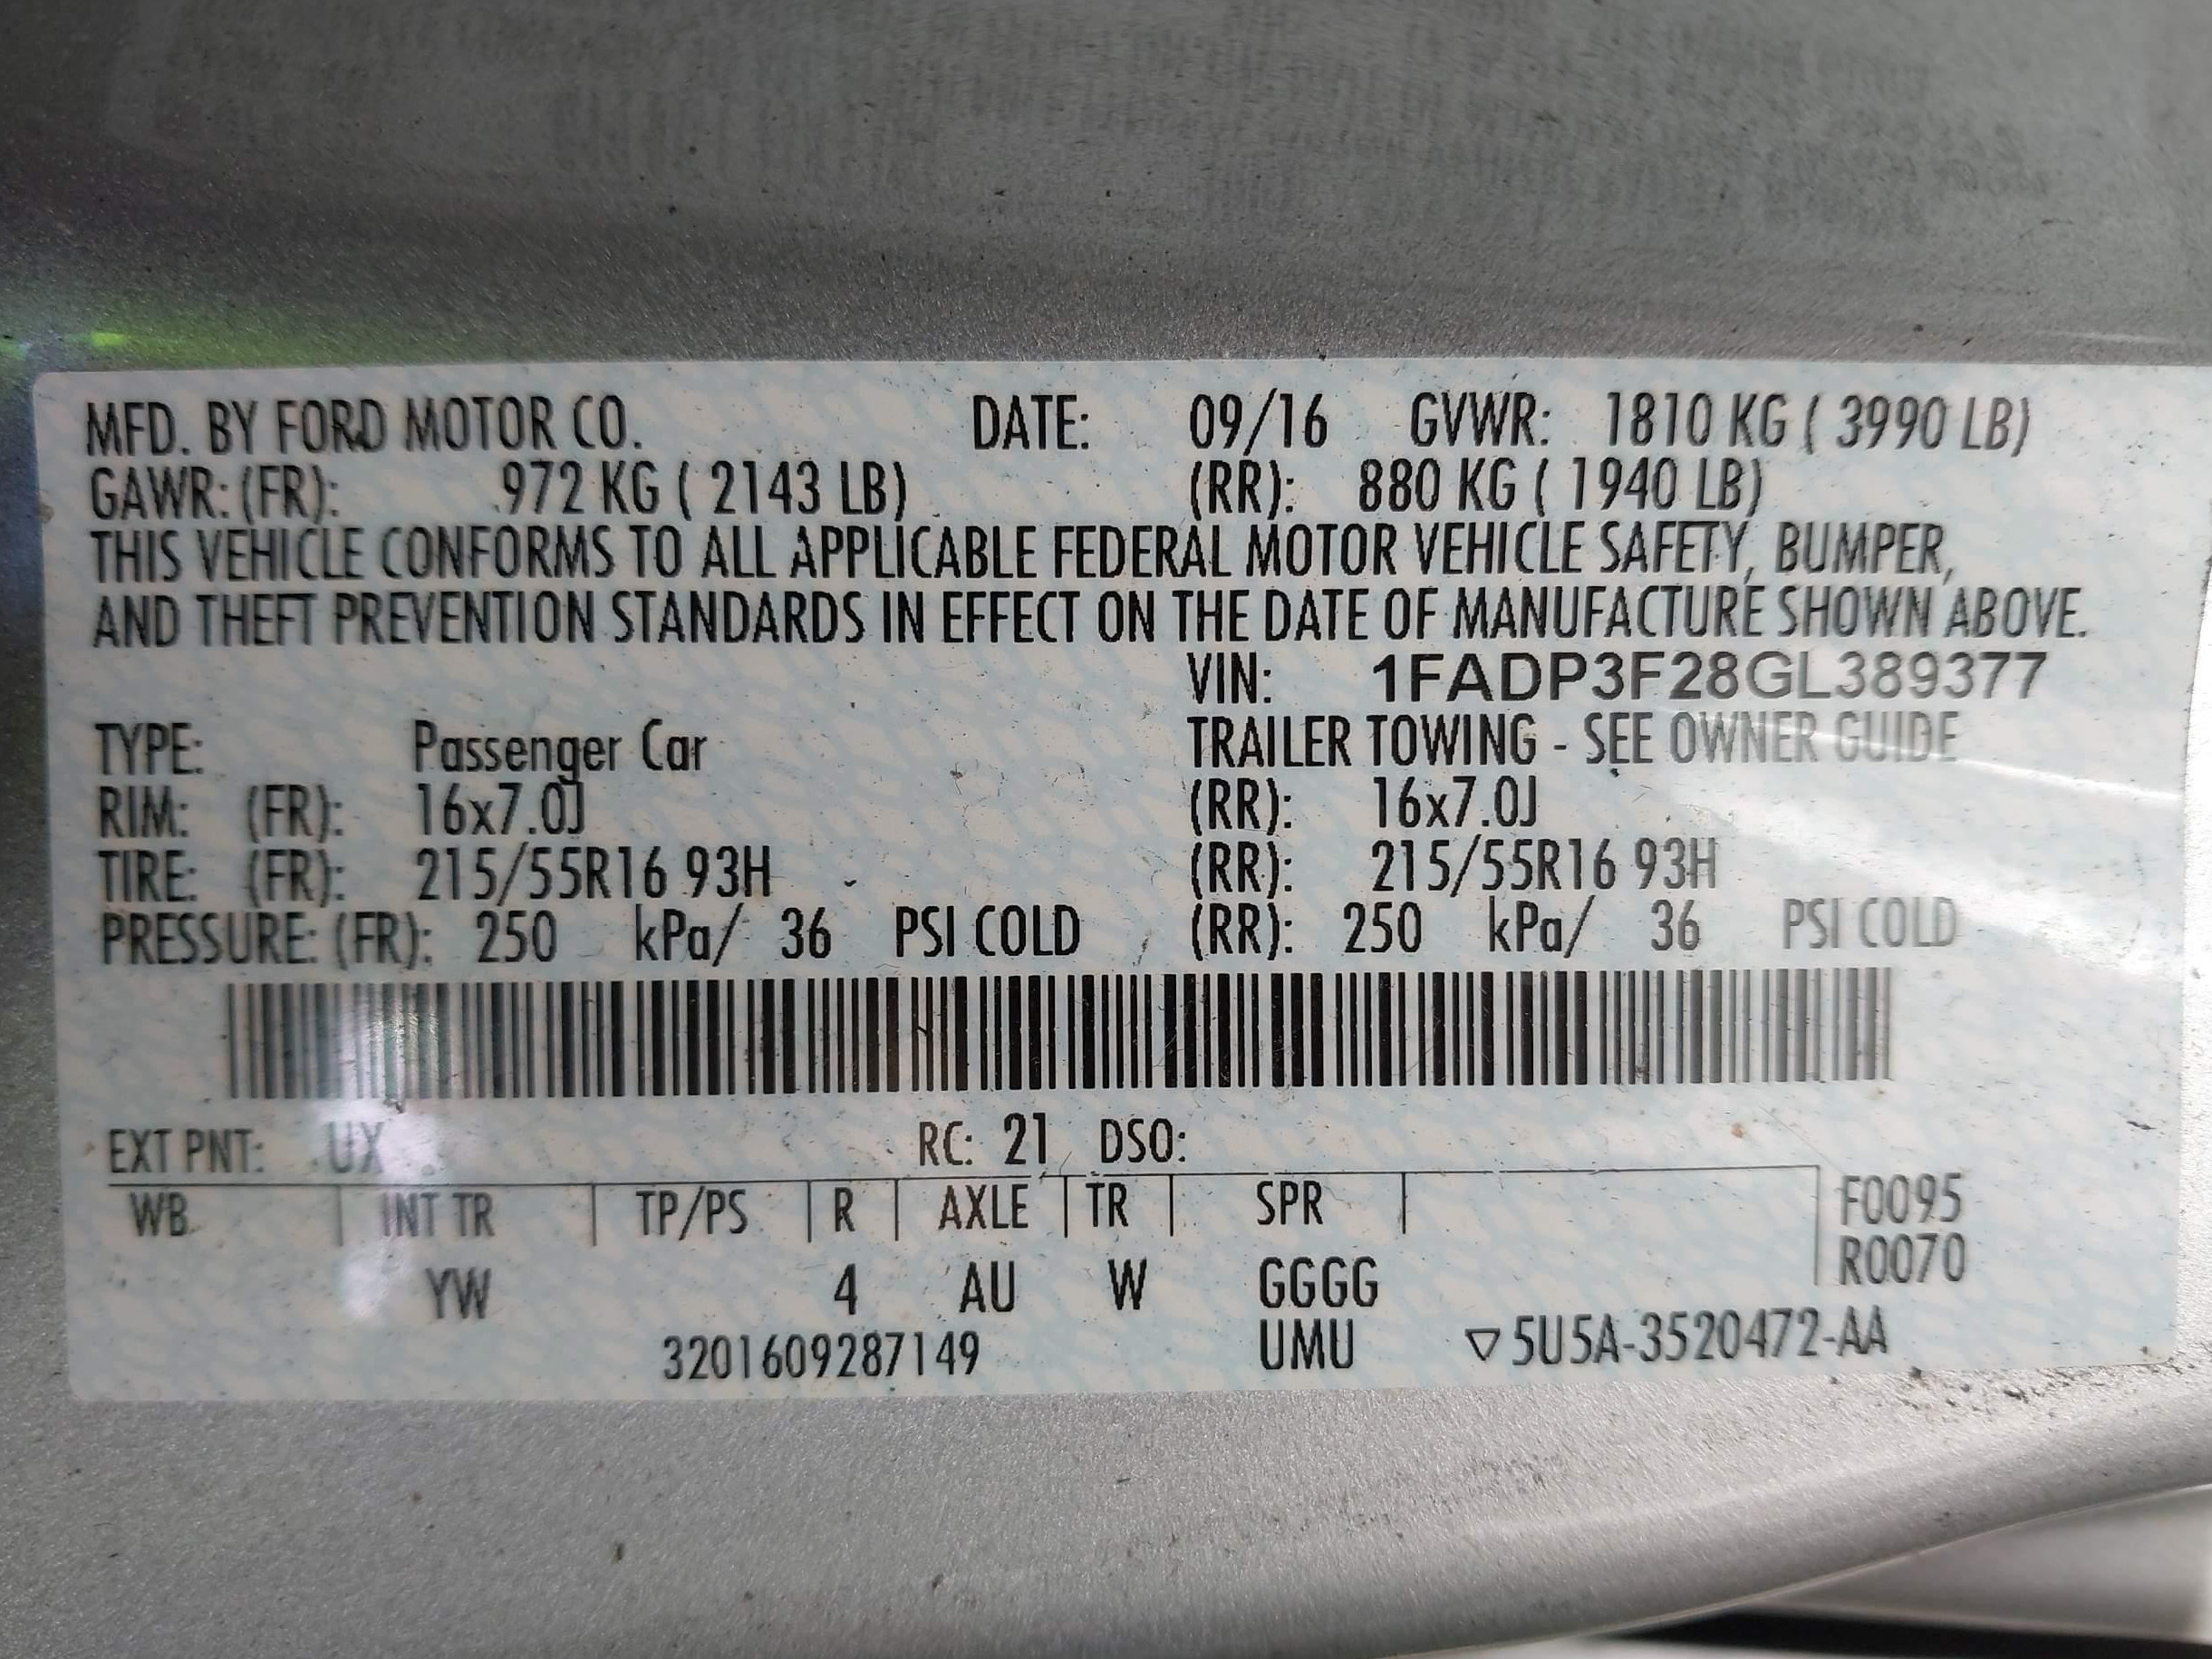 MFD. BY FORD MOTOR CO. DATE: 09/16 GVWR: 1810 KG ( 3990 LB)
GAWR: (FR): 972 KG ( 2143 LB) (RR): 880 KG ( 1940 LB)
THIS VEHICLE CONFORMS TO ALL APPLICABLE FEDERAL MOTOR VEHICLE SAFETY, BUMPER,
AND THEFT PREVENTION STANDARDS IN EFFECT ON THE DATE OF MANUFACTURE SHOWN ABOVE.
VIN: 1FADP3F28GL389377
TYPE: Passenger Car TRAILER TOWING - SEE OWNER GUIDE
RIM: (FR): 16x7.0J (RR): 16x7.0J
TIRE: (FR): 215/55R16 93H (RR): 215/55R16 93H
PRESSURE: (FR): 250 kPa/ 36 PSI COLD (RR): 250 kPa/ 36 PSI COLD
EXT PNT: UX RC: 21 DSO:
WB INT TR TP/PS R AXLE TR SPR F0095
R0070
YW 4 AU W GGGG
3201609287149 UMU ▽5U5A-3520472-AA